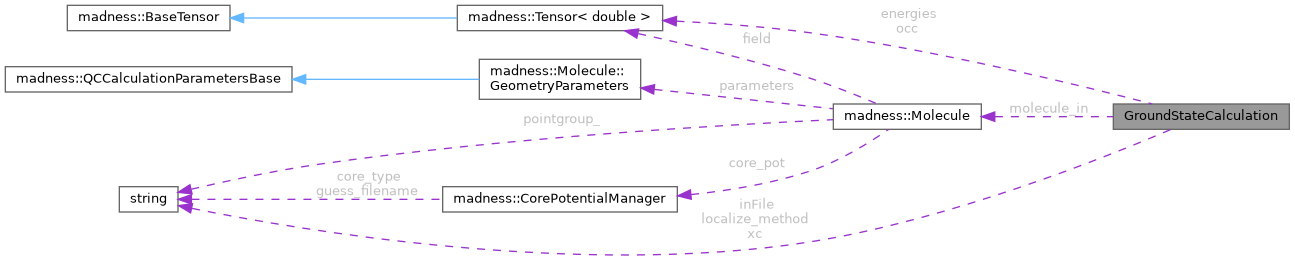 madness::BaseTensor
madness::Tensor< double >
energies
occ
field
madness::QCCalculationParametersBase
madness::Molecule::
GeometryParameters
parameters
madness::Molecule
molecule_in
GroundStateCalculation
pointgroup_
core_pot
core_type
guess_filename
string
madness::CorePotentialManager
inFile
localize_method
xc